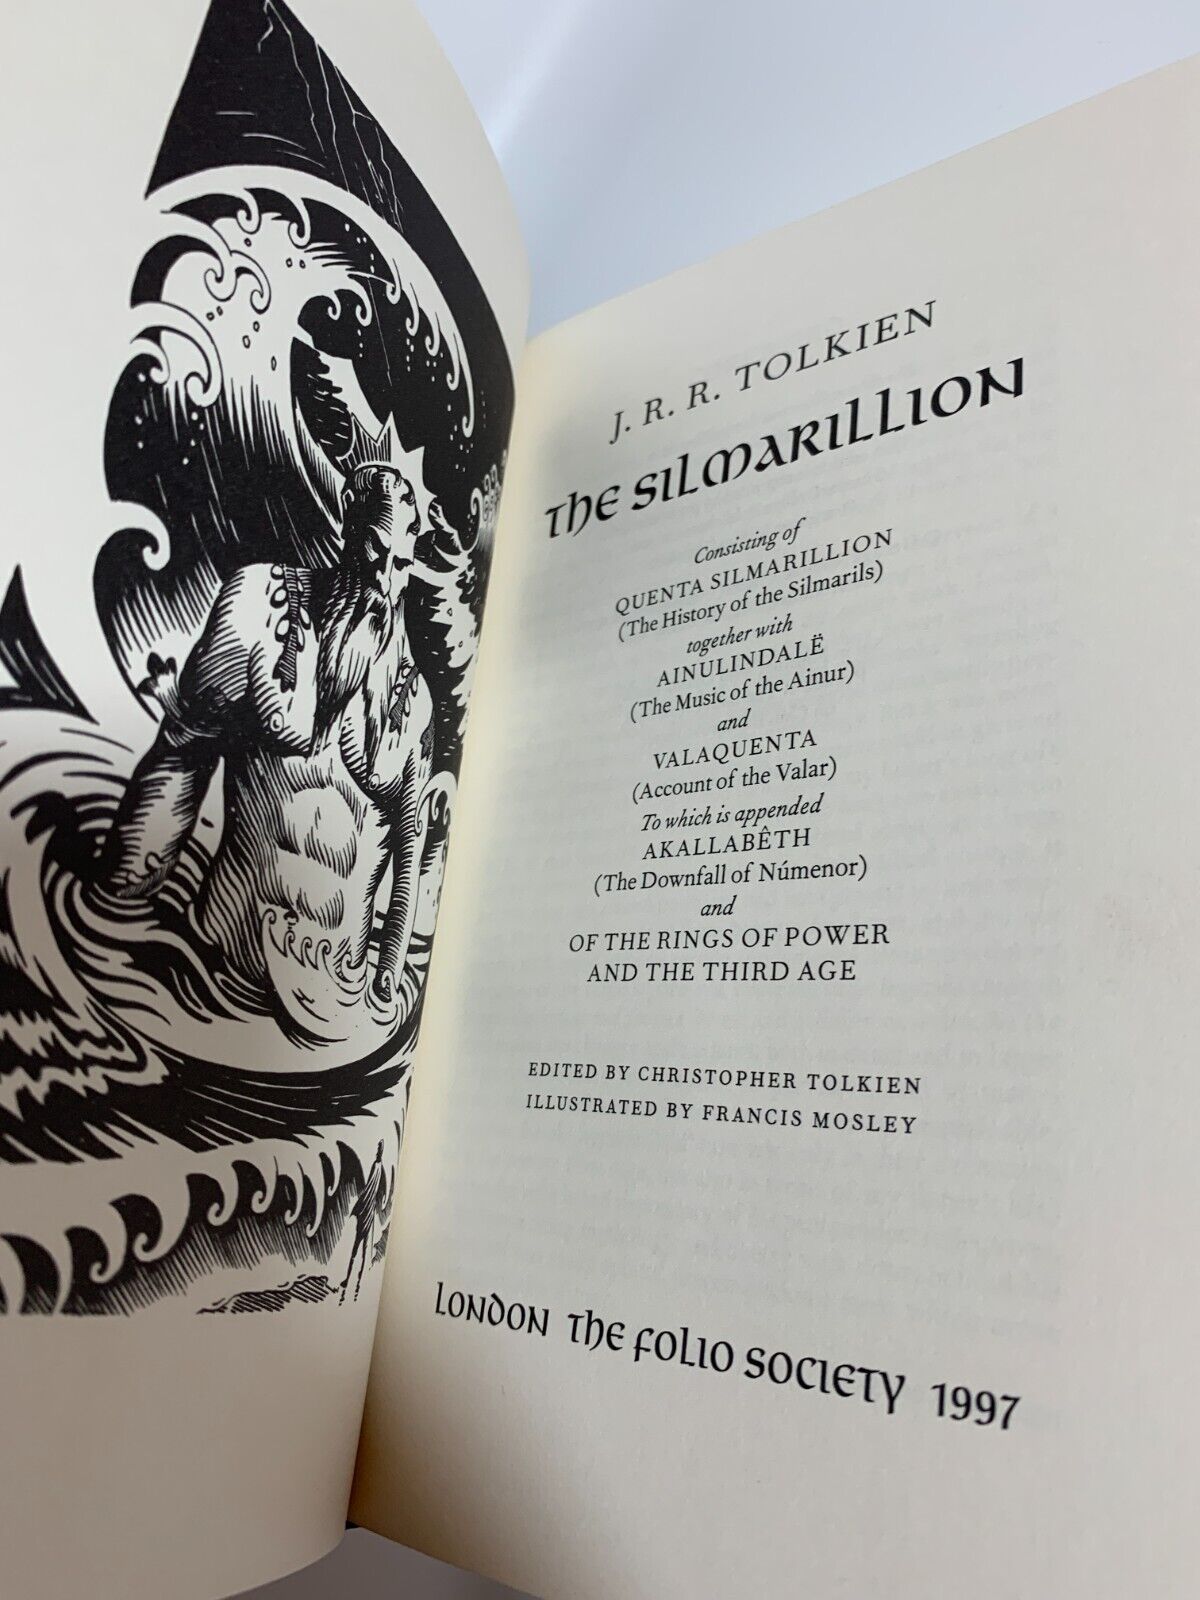 J. R. R. TOLKIEN
THE SILMARILLION
Consisting of
QUENTA SILMARILLION
(The History of the Silmarils)
together with
AINULINDALË
(The Music of the Ainur)
and
VALAQUENTA
(Account of the Valar)
To which is appended
AKALLABÊTH
(The Downfall of Númenor)
and
OF THE RINGS OF POWER
AND THE THIRD AGE
EDITED BY CHRISTOPHER TOLKIEN
ILLUSTRATED BY FRANCIS MOSLEY
LONDON THE FOLIO SOCIETY 1997